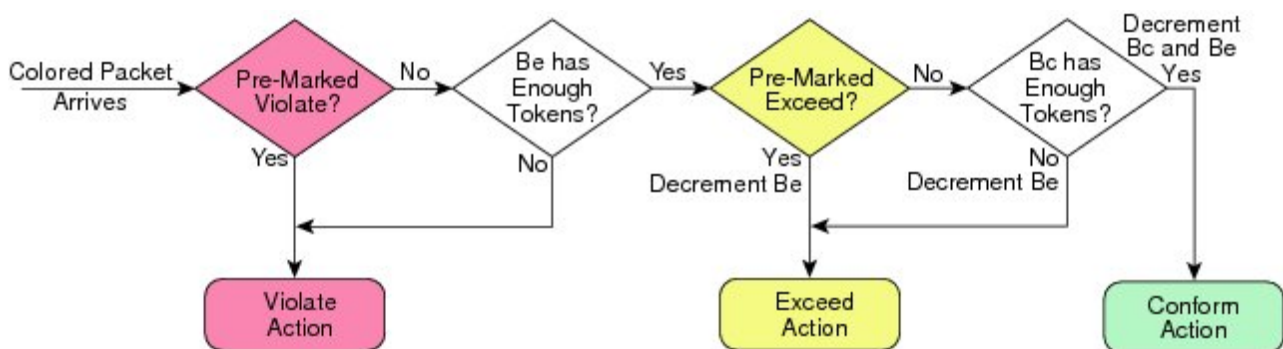 Colored Packet
Arrives
Pre-Marked
Violate?
No
Yes
Be has
Enough
Tokens?
Yes
No
Pre-Marked
Exceed?
No
Yes
Decrement Be
Bc has
Enough
Tokens?
Decrement
Bc and Be
Yes
No
Decrement Be
Violate
Action
Exceed
Action
Conform
Action